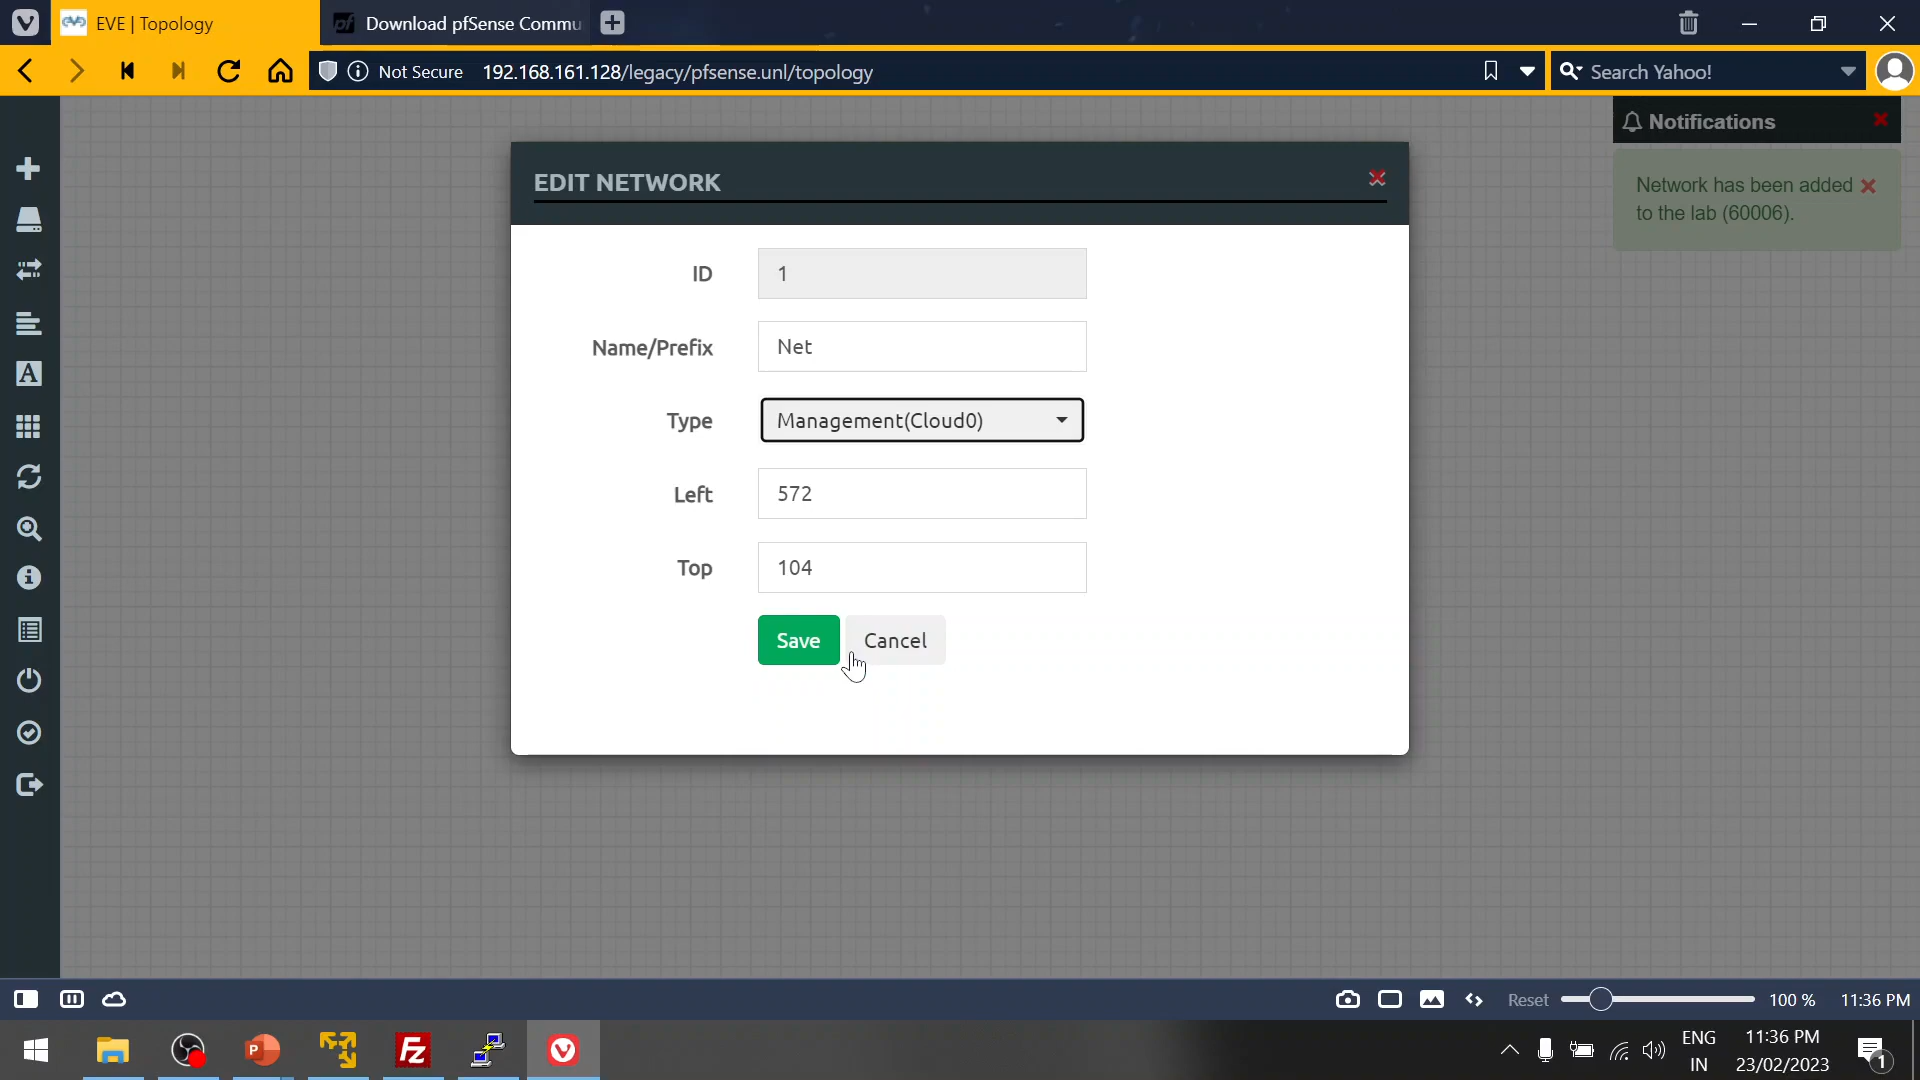 EVE | Topology
Download pfSense Commu
Not Secure 192.168.161.128/legacy/pfsense.unl/topology
Search Yahoo!
Notifications
Network has been added
to the lab (60006).
EDIT NETWORK
ID 1
Name/Prefix Net
Type Management(Cloud0)
Left 572
Top 104
Save Cancel
Reset 100 % 11:36 PM
ENG
IN
11:36 PM
23/02/2023
1